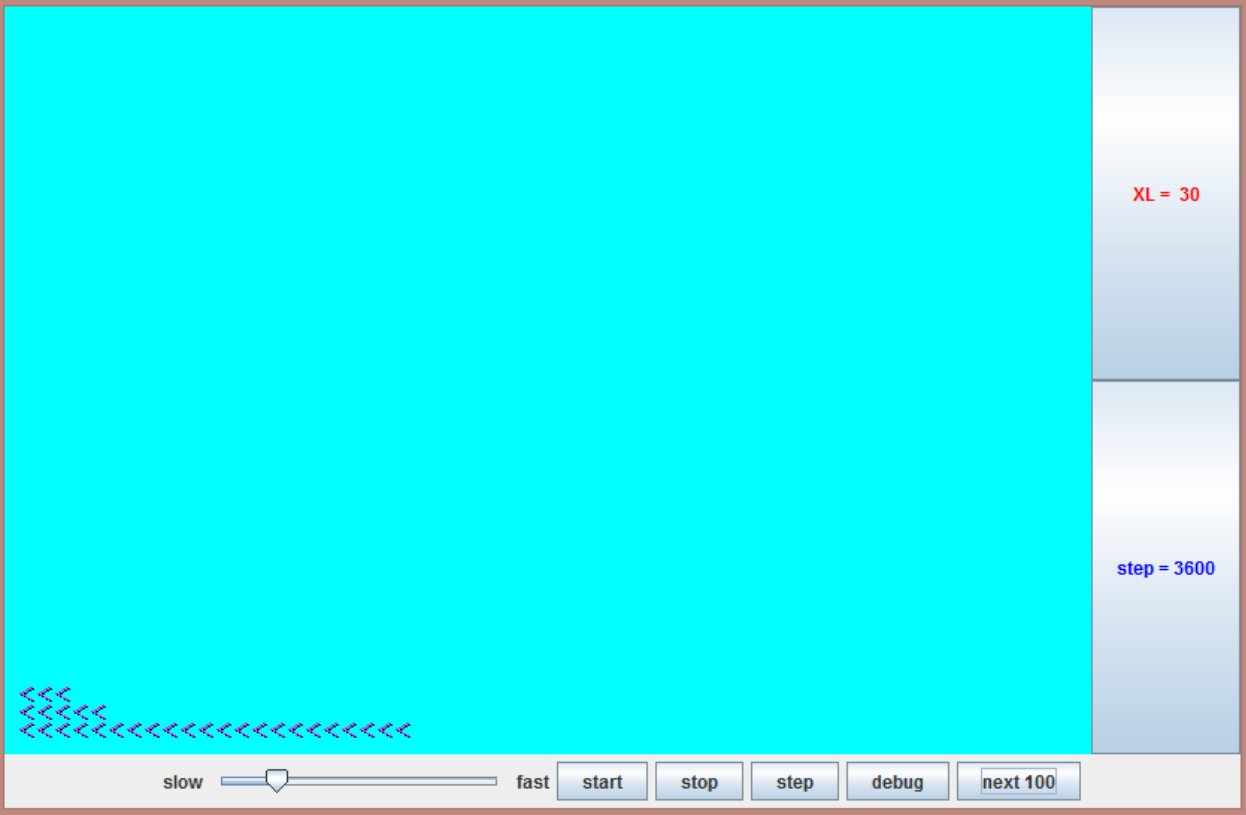 XL = 30
step = 3600
slow
fast
start
stop
step
debug
next 100